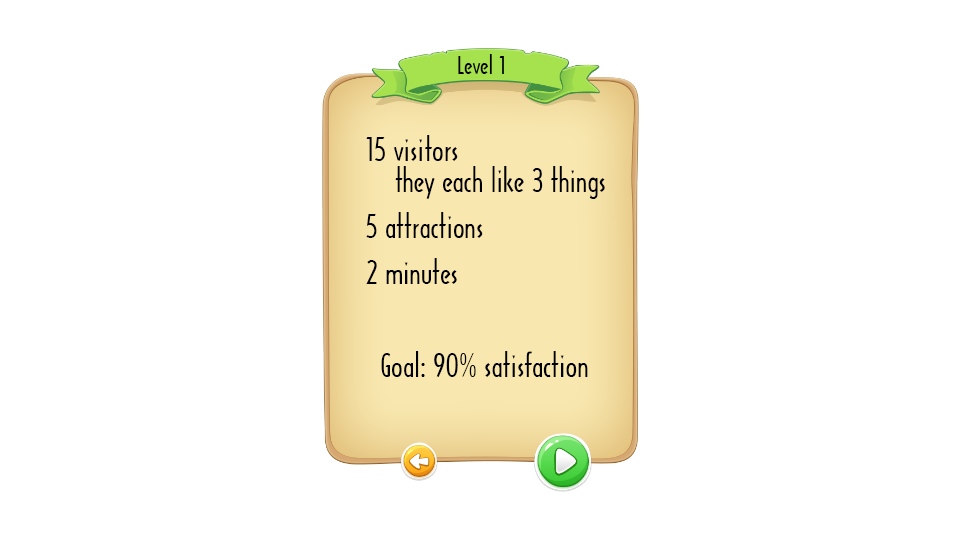 Level 1
15 visitors
they each like 3 things
5 attractions
2 minutes
Goal: 90% satisfaction